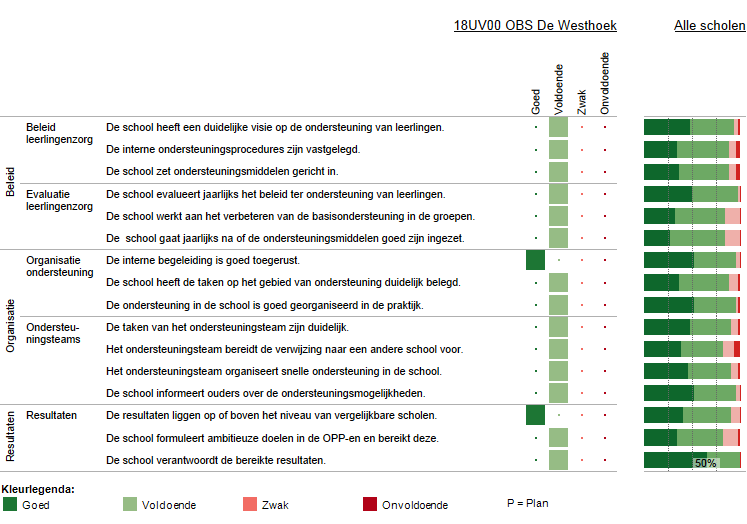 18UV00 OBS De Westhoek
Alle scholen
Goed
Voldoende
Zwak
Onvoldoende
Beleid
Beleid
leerlingenzorg
De school heeft een duidelijke visie op de ondersteuning van leerlingen.
De interne ondersteuningsprocedures zijn vastgelegd.
De school zet ondersteuningsmiddelen gericht in.
Evaluatie
leerlingenzorg
De school evalueert jaarlijks het beleid ter ondersteuning van leerlingen.
De school werkt aan het verbeteren van de basisondersteuning in de groepen.
De school gaat jaarlijks na of de ondersteuningsmiddelen goed zijn ingezet.
Organisatie
Organisatie
ondersteuning
De interne begeleiding is goed toegerust.
De school heeft de taken op het gebied van ondersteuning duidelijk belegd.
De ondersteuning in de school is goed georganiseerd in de praktijk.
Ondersteu-
ningsteams
De taken van het ondersteuningsteam zijn duidelijk.
Het ondersteuningsteam bereidt de verwijzing naar een andere school voor.
Het ondersteuningsteam organiseert snelle ondersteuning in de school.
De school informeert ouders over de ondersteuningsmogelijkheden.
Resultaten
Resultaten
De resultaten liggen op of boven het niveau van vergelijkbare scholen.
De school formuleert ambitieuze doelen in de OPP-en en bereikt deze.
De school verantwoordt de bereikte resultaten.
50%
Kleurlegenda:
Goed
Voldoende
Zwak
Onvoldoende
P = Plan